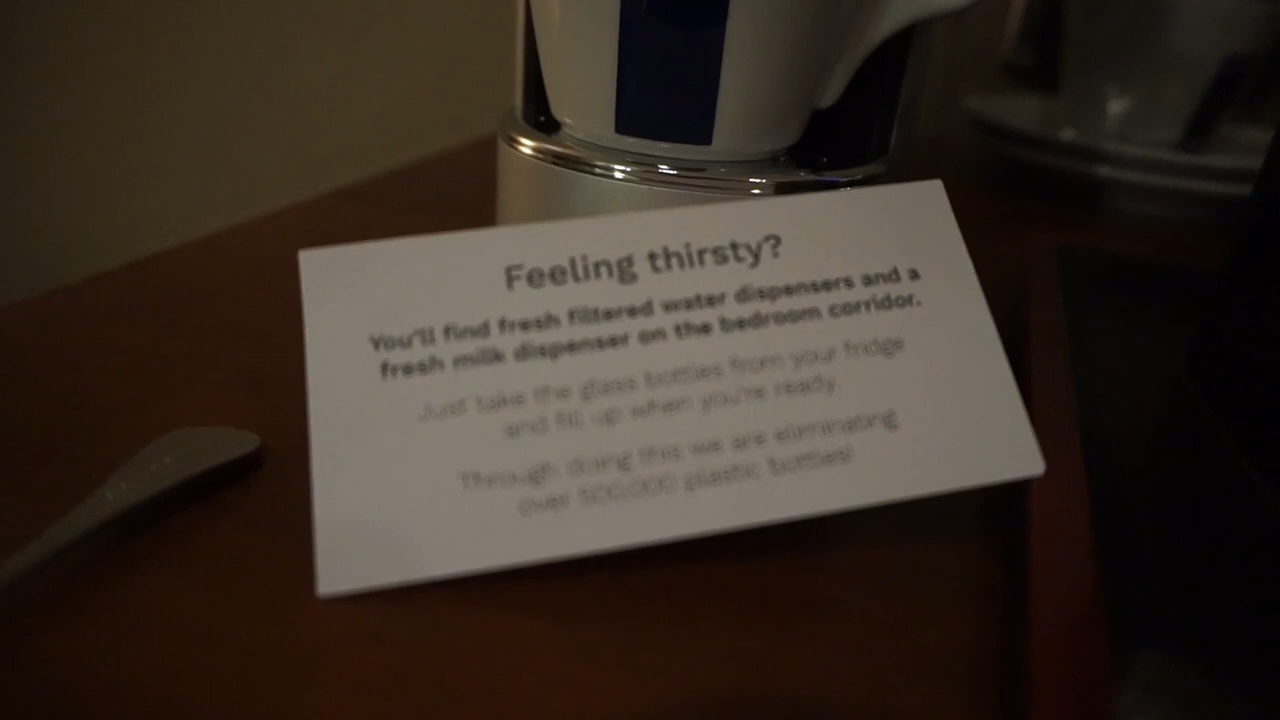 Feeling thirsty?
You'll find fresh filtered water dispensers and a
fresh milk dispenser on the bedroom corridor.
Just take the glass bottles from your fridge
and fill up when you're ready.
Through doing this we are eliminating
over 500,000 plastic bottles!